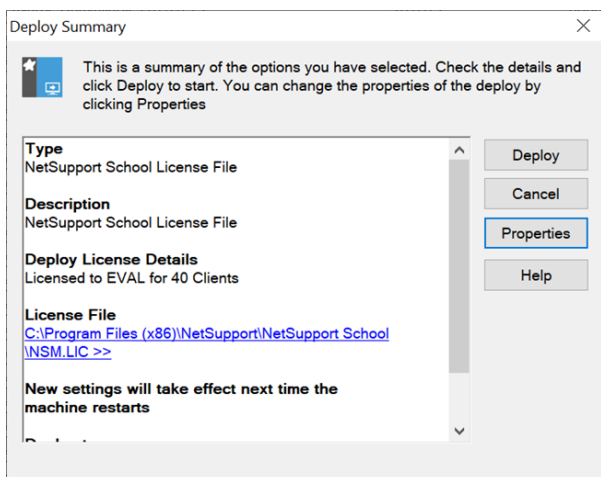 Deploy Summary
This is a summary of the options you have selected. Check the details and
click Deploy to start. You can change the properties of the deploy by
clicking Properties
Type
NetSupport School License File
Description
NetSupport School License File
Deploy License Details
Licensed to EVAL for 40 Clients
License File
C:\Program Files (x86)\NetSupport\NetSupport School
\NSM.LIC >>
New settings will take effect next time the
machine restarts
Deploy
Cancel
Properties
Help